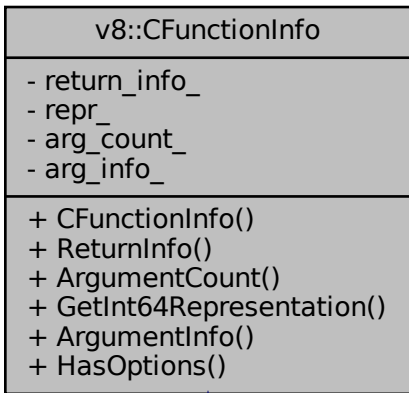 v8::CFunctionInfo
- return_info_
- repr_
- arg_count_
- arg_info_
+ CFunctionInfo()
+ ReturnInfo()
+ ArgumentCount()
+ GetInt64Representation()
+ ArgumentInfo()
+ HasOptions()